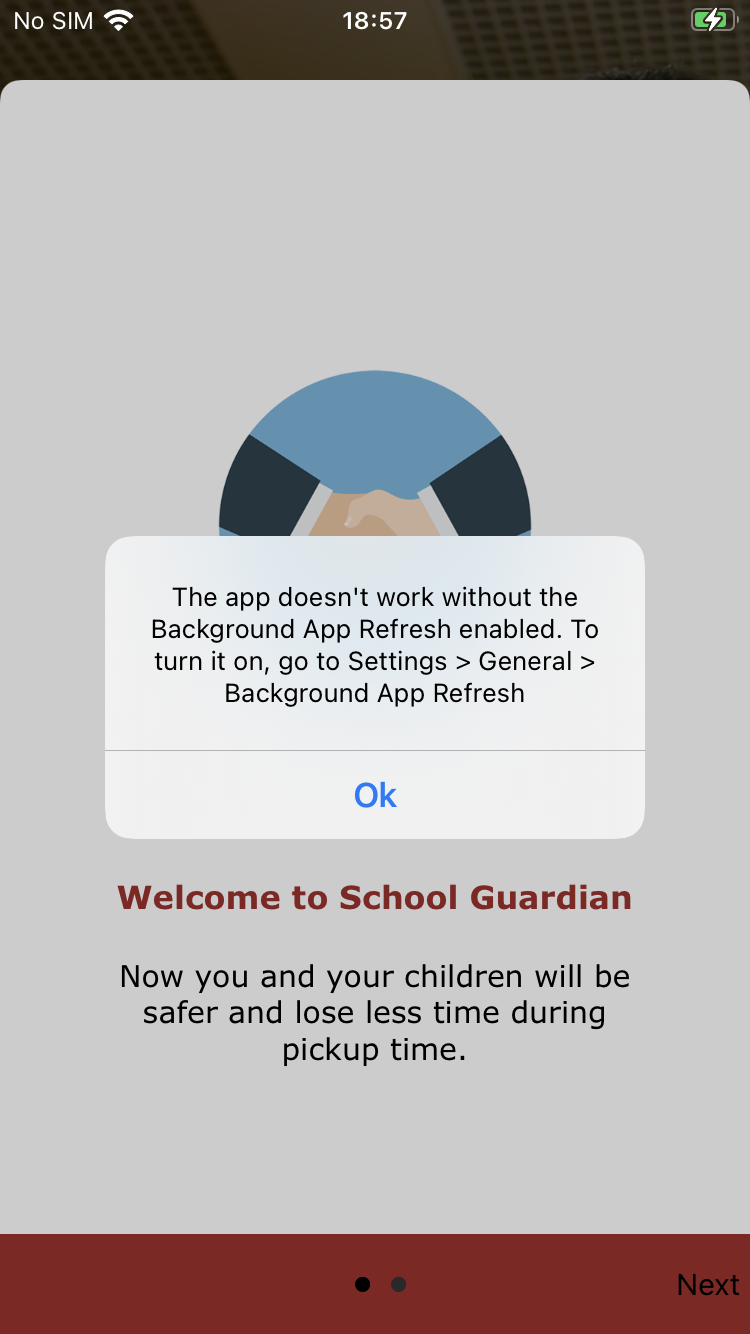 No SIM 18:57
The app doesn't work without the
Background App Refresh enabled. To
turn it on, go to Settings > General >
Background App Refresh
Ok
Welcome to School Guardian
Now you and your children will be
safer and lose less time during
pickup time.
Next